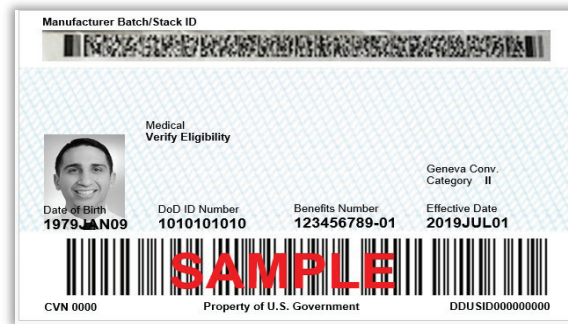 Manufacturer Batch/Stack ID
Medical
Verify Eligibility
Geneva Conv.
Category II
Date of Birth
1979JAN09
DoD ID Number
1010101010
Benefits Number
123456789-01
Effective Date
2019JUL01
SAMPLE
CVN 0000
Property of U.S. Government
DDUSID000000000